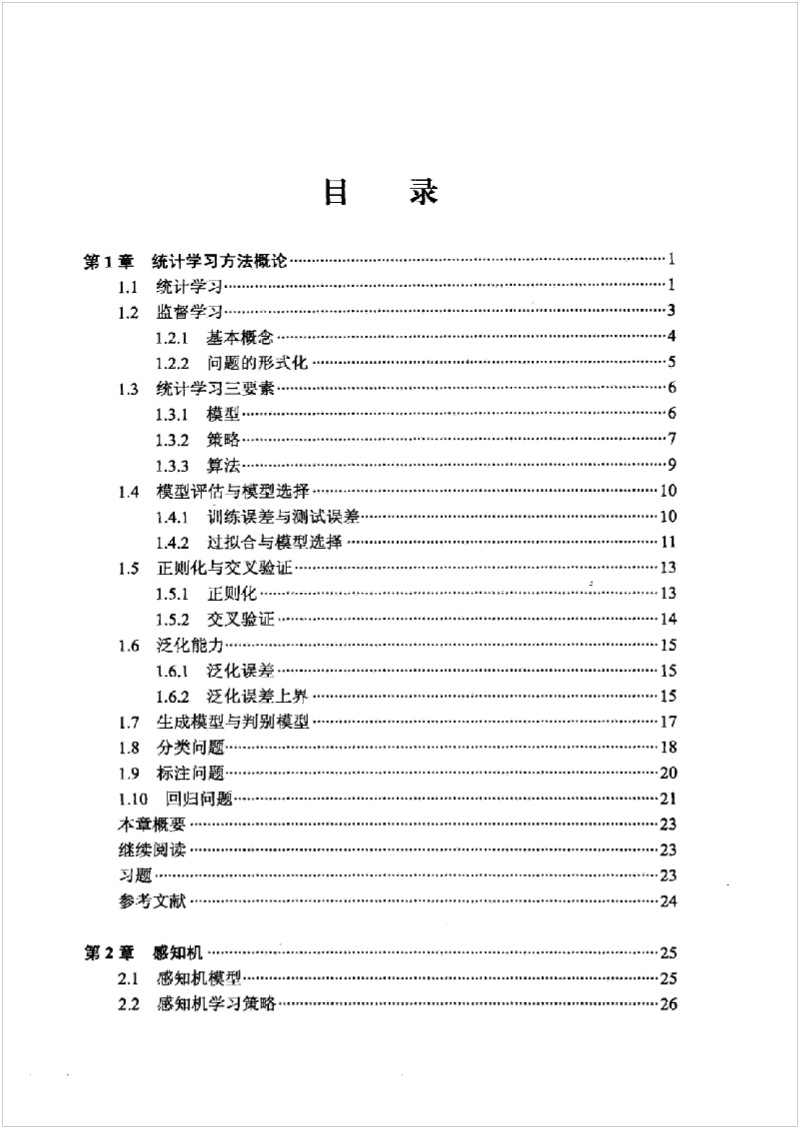 目 录
第 1 章 统计学习方法概论……1
1.1 统计学习……1
1.2 监督学习……3
1.2.1 基本概念……4
1.2.2 问题的形式化……5
1.3 统计学习三要素……6
1.3.1 模型……6
1.3.2 策略……7
1.3.3 算法……9
1.4 模型评估与模型选择……10
1.4.1 训练误差与测试误差……10
1.4.2 过拟合与模型选择……11
1.5 正则化与交叉验证……13
1.5.1 正则化……13
1.5.2 交叉验证……14
1.6 泛化能力……15
1.6.1 泛化误差……15
1.6.2 泛化误差上界……15
1.7 生成模型与判别模型……17
1.8 分类问题……18
1.9 标注问题……20
1.10 回归问题……21
本章概要……23
继续阅读……23
习题……23
参考文献……24
第 2 章 感知机……25
2.1 感知机模型……25
2.2 感知机学习策略……26